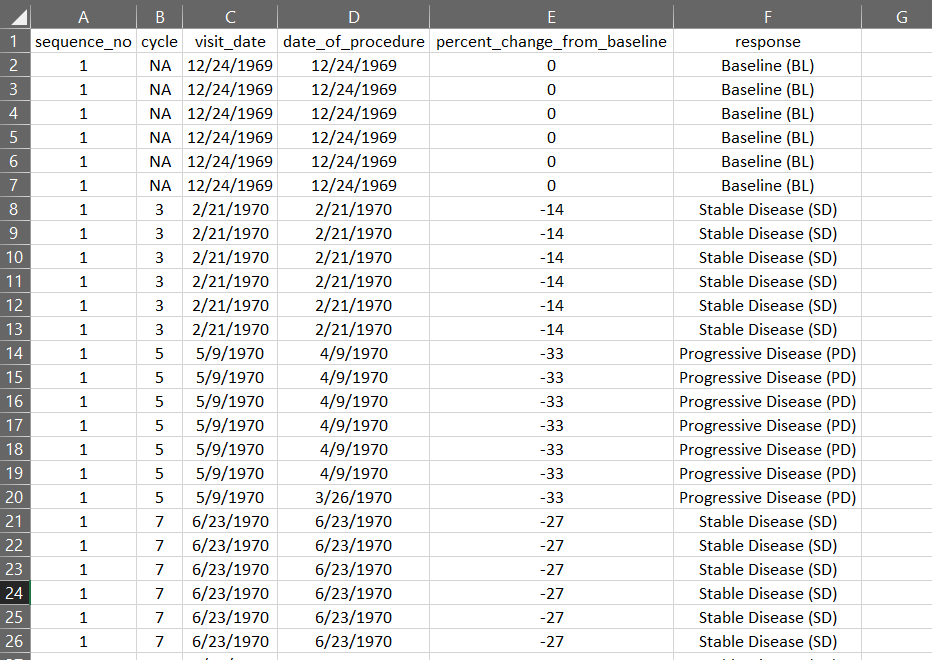 A B C D E F G
1 sequence_no cycle visit_date date_of_procedure percent_change_from_baseline response
2 1 NA 12/24/1969 12/24/1969 0 Baseline (BL)
3 1 NA 12/24/1969 12/24/1969 0 Baseline (BL)
4 1 NA 12/24/1969 12/24/1969 0 Baseline (BL)
5 1 NA 12/24/1969 12/24/1969 0 Baseline (BL)
6 1 NA 12/24/1969 12/24/1969 0 Baseline (BL)
7 1 NA 12/24/1969 12/24/1969 0 Baseline (BL)
8 1 3 2/21/1970 2/21/1970 -14 Stable Disease (SD)
9 1 3 2/21/1970 2/21/1970 -14 Stable Disease (SD)
10 1 3 2/21/1970 2/21/1970 -14 Stable Disease (SD)
11 1 3 2/21/1970 2/21/1970 -14 Stable Disease (SD)
12 1 3 2/21/1970 2/21/1970 -14 Stable Disease (SD)
13 1 3 2/21/1970 2/21/1970 -14 Stable Disease (SD)
14 1 5 5/9/1970 4/9/1970 -33 Progressive Disease (PD)
15 1 5 5/9/1970 4/9/1970 -33 Progressive Disease (PD)
16 1 5 5/9/1970 4/9/1970 -33 Progressive Disease (PD)
17 1 5 5/9/1970 4/9/1970 -33 Progressive Disease (PD)
18 1 5 5/9/1970 4/9/1970 -33 Progressive Disease (PD)
19 1 5 5/9/1970 4/9/1970 -33 Progressive Disease (PD)
20 1 5 5/9/1970 3/26/1970 -33 Progressive Disease (PD)
21 1 7 6/23/1970 6/23/1970 -27 Stable Disease (SD)
22 1 7 6/23/1970 6/23/1970 -27 Stable Disease (SD)
23 1 7 6/23/1970 6/23/1970 -27 Stable Disease (SD)
24 1 7 6/23/1970 6/23/1970 -27 Stable Disease (SD)
25 1 7 6/23/1970 6/23/1970 -27 Stable Disease (SD)
26 1 7 6/23/1970 6/23/1970 -27 Stable Disease (SD)